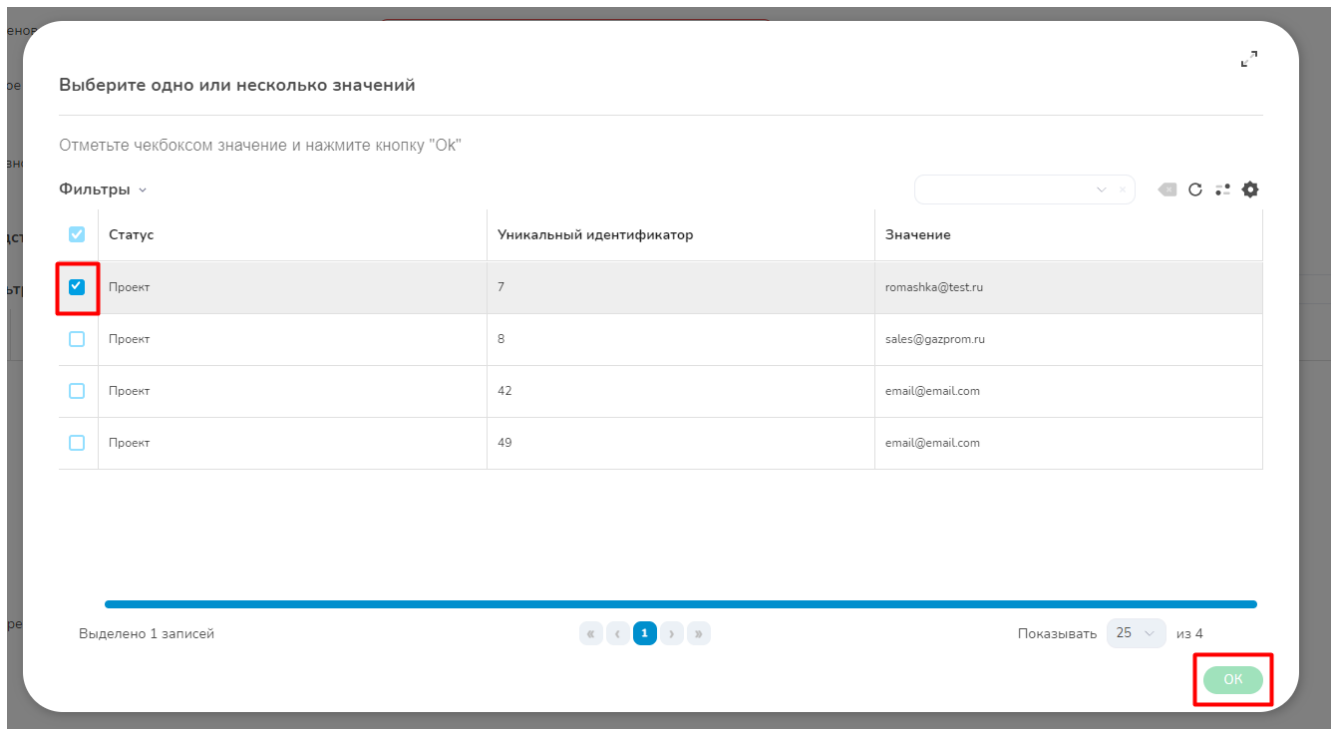 Выберите одно или несколько значений
Отметьте чекбоксом значение и нажмите кнопку "Ok"
Фильтры
Статус Уникальный идентификатор Значение
Проект 7 romashka@test.ru
Проект 8 sales@gazprom.ru
Проект 42 email@email.com
Проект 49 email@email.com
Выделено 1 записей « ‹ 1 › » Показывать 25 из 4
ОК